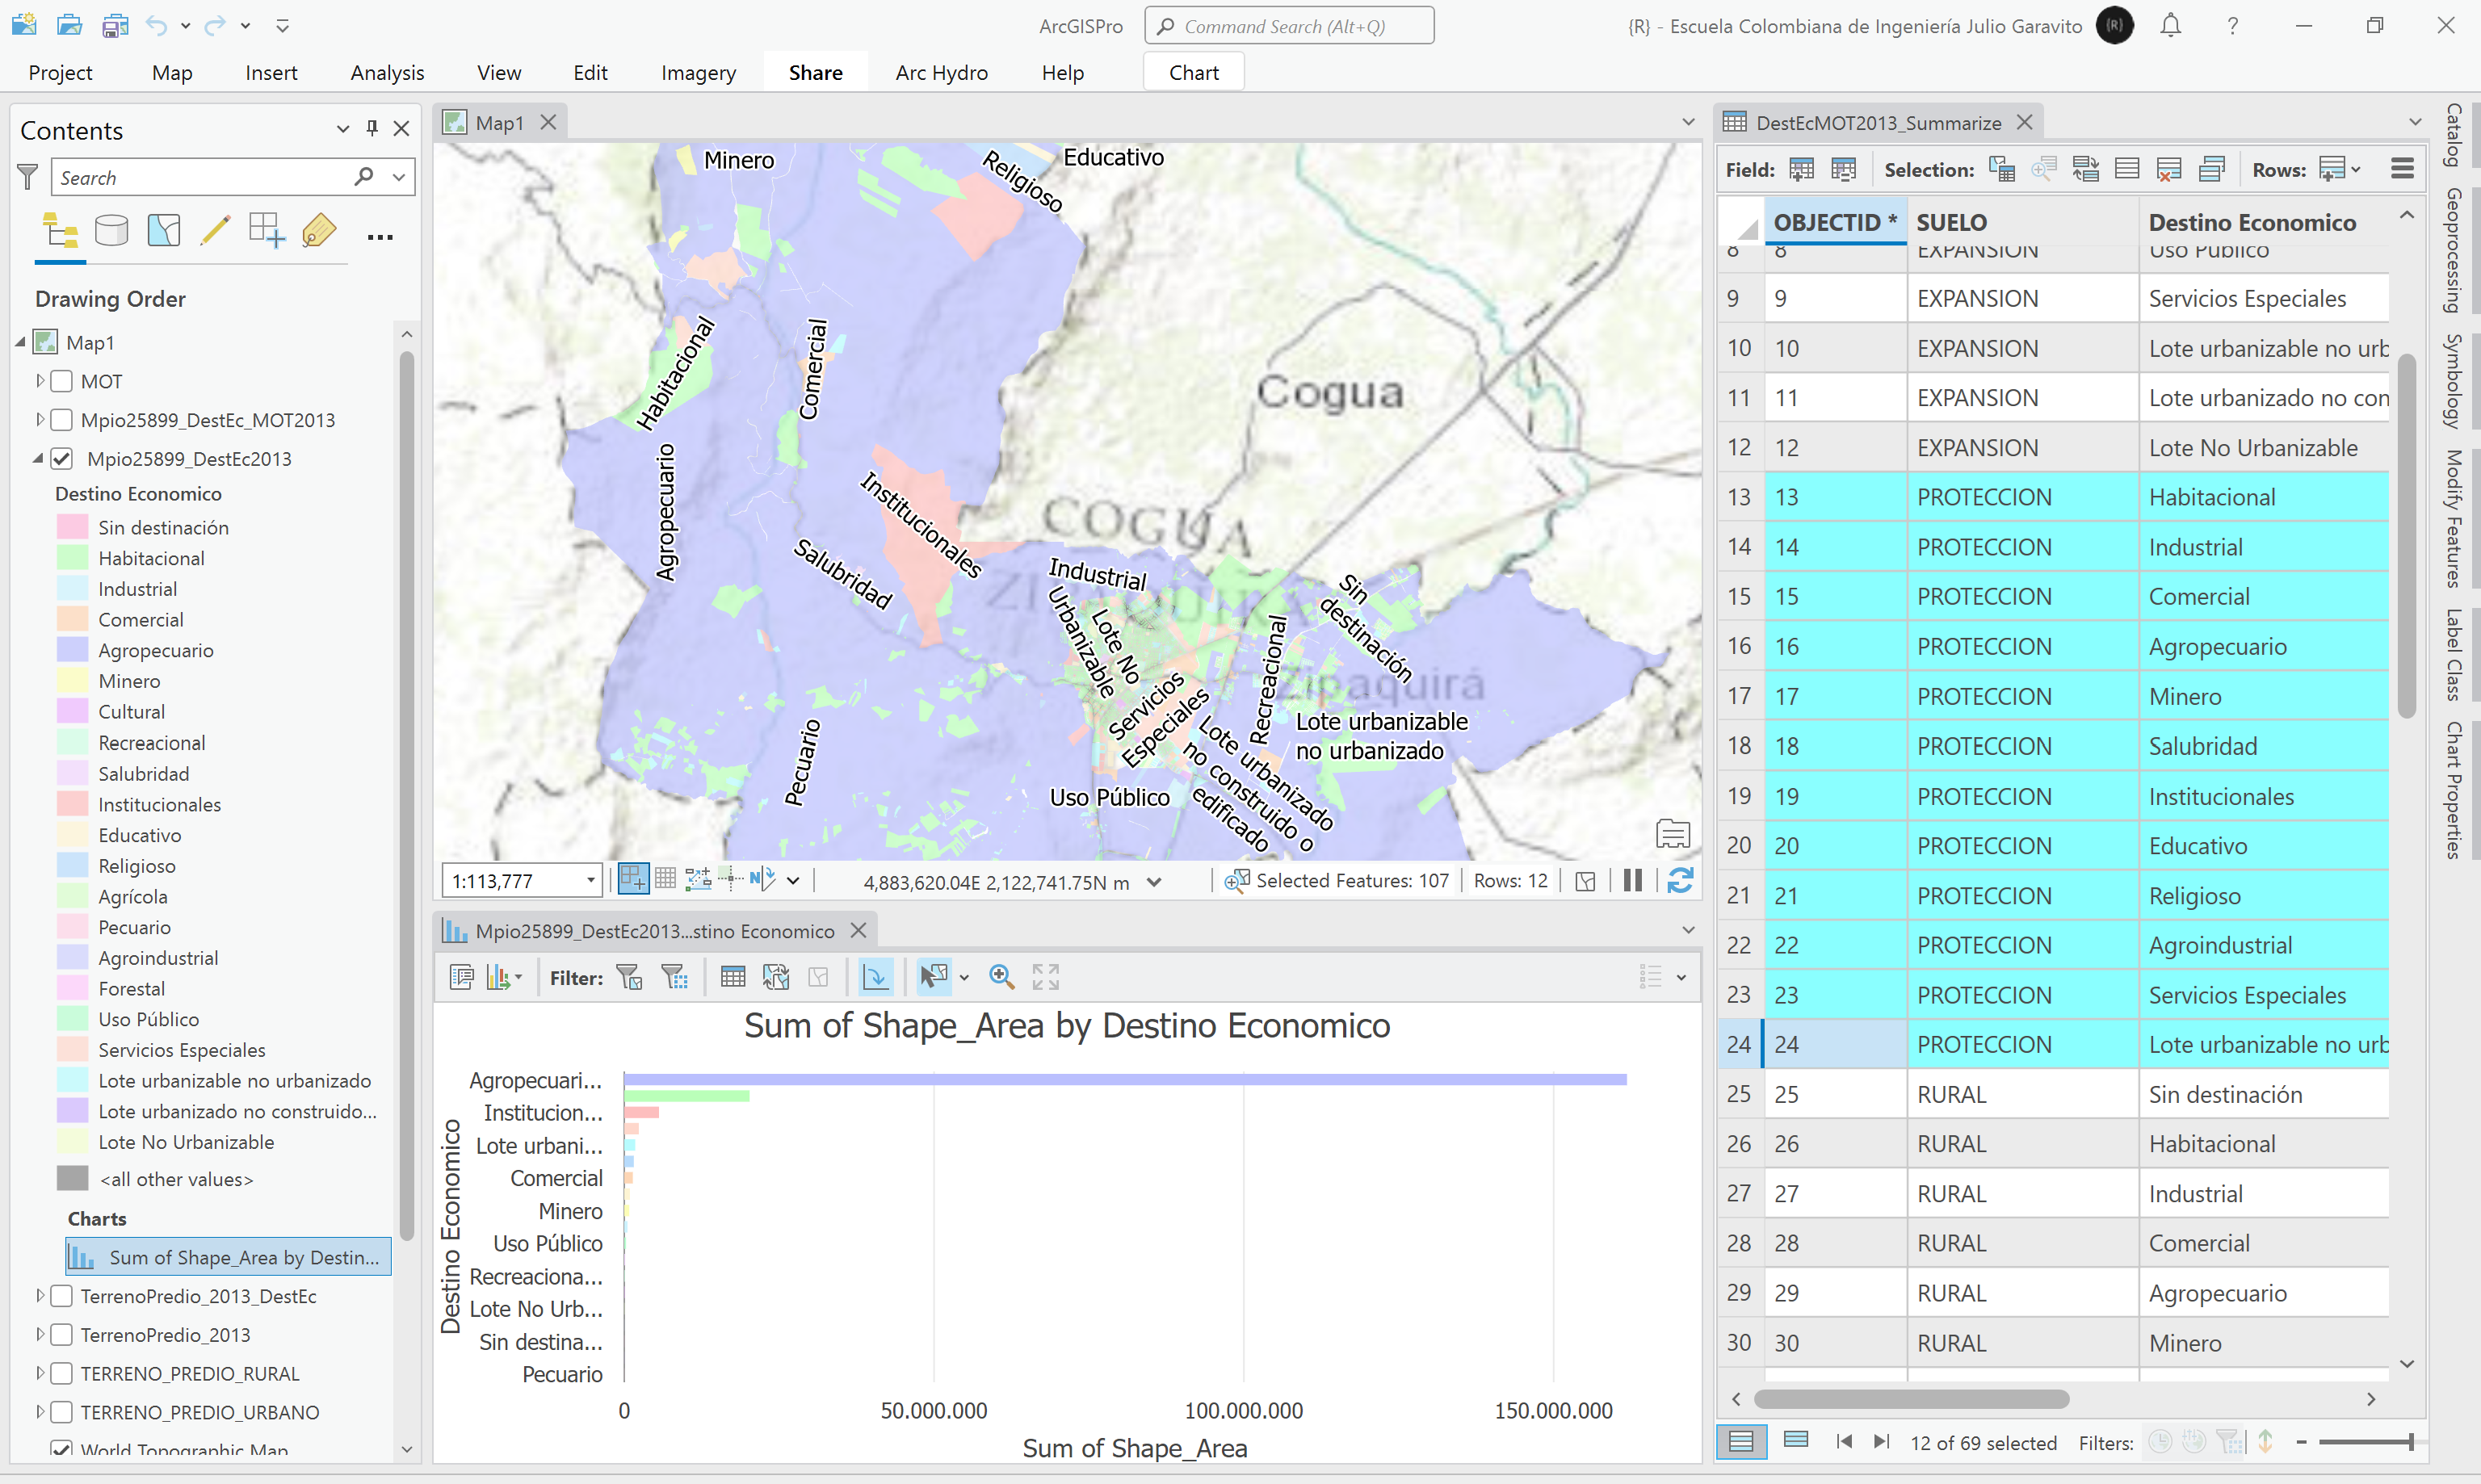 ArcGISPro
Command Search (Alt+Q)
{R} - Escuela Colombiana de Ingeniería Julio Garavito
{R}
Project
Map
Insert
Analysis
View
Edit
Imagery
Share
Arc Hydro
Help
Chart
Contents
Search
Drawing Order
Map1
MOT
Mpio25899_DestEc_MOT2013
Mpio25899_DestEc2013
Destino Economico
Sin destinación
Habitacional
Industrial
Comercial
Agropecuario
Minero
Cultural
Recreacional
Salubridad
Institucionales
Educativo
Religioso
Agrícola
Pecuario
Agroindustrial
Forestal
Uso Público
Servicios Especiales
Lote urbanizable no urbanizado
Lote urbanizado no construido...
Lote No Urbanizable
<all other values>
Charts
Sum of Shape_Area by Destin...
TerrenoPredio_2013_DestEc
TerrenoPredio_2013
TERRENO_PREDIO_RURAL
TERRENO_PREDIO_URBANO
World Topographic Map
Map1
Minero
Religioso
Educativo
Habitacional
Comercial
Cogua
Agropecuario
Institucionales
COGUA
Salubridad
Industrial
Sin
destinación
Lote No
Urbanizable
Recreacional
Zipaquirá
Servicios
Especiales
Pecuario
Lote urbanizable
no urbanizado
Lote urbanizado
no construido o
edificado
Uso Público
1:113,777
4,883,620.04E 2,122,741.75N m
Selected Features: 107
Rows: 12
Mpio25899_DestEc2013...stino Economico
Filter:
Sum of Shape_Area by Destino Economico
Destino Economico
Agropecuari...
Institucion...
Lote urbani...
Comercial
Minero
Uso Público
Recreaciona...
Lote No Urb...
Sin destina...
Pecuario
0 50.000.000 100.000.000 150.000.000
Sum of Shape_Area
DestEcMOT2013_Summarize
Field:
Selection:
Rows:
OBJECTID * SUELO Destino Economico
8 8 EXPANSION Uso Público
9 9 EXPANSION Servicios Especiales
10 10 EXPANSION Lote urbanizable no urb
11 11 EXPANSION Lote urbanizado no con
12 12 EXPANSION Lote No Urbanizable
13 13 PROTECCION Habitacional
14 14 PROTECCION Industrial
15 15 PROTECCION Comercial
16 16 PROTECCION Agropecuario
17 17 PROTECCION Minero
18 18 PROTECCION Salubridad
19 19 PROTECCION Institucionales
20 20 PROTECCION Educativo
21 21 PROTECCION Religioso
22 22 PROTECCION Agroindustrial
23 23 PROTECCION Servicios Especiales
24 24 PROTECCION Lote urbanizable no urb
25 25 RURAL Sin destinación
26 26 RURAL Habitacional
27 27 RURAL Industrial
28 28 RURAL Comercial
29 29 RURAL Agropecuario
30 30 RURAL Minero
12 of 69 selected
Filters:
Catalog
Geoprocessing
Symbology
Modify Features
Label Class
Chart Properties